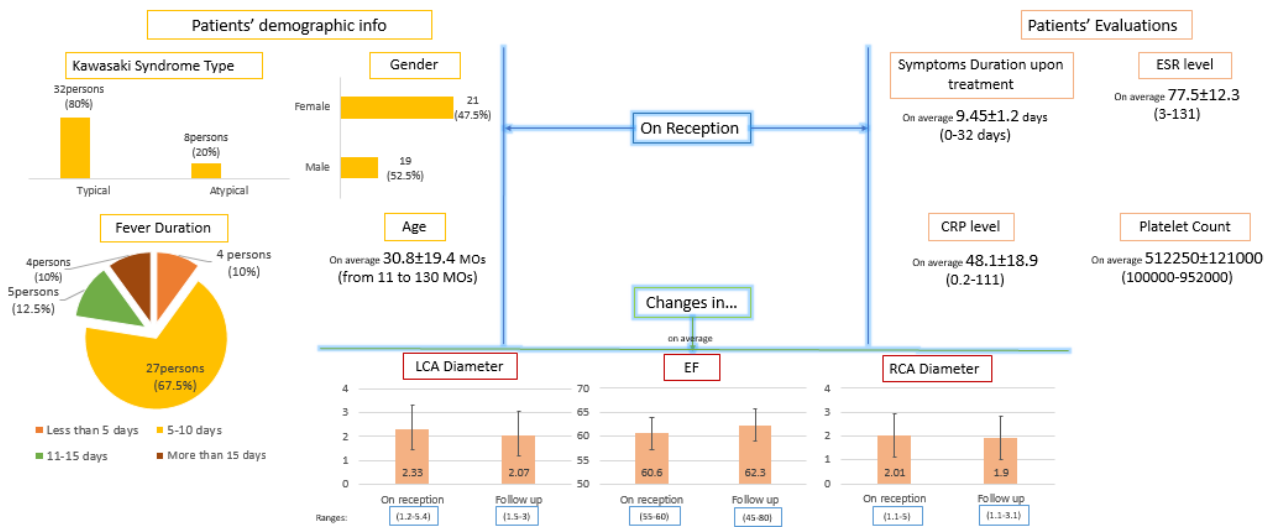 Patients' demographic info
Patients' Evaluations
Kawasaki Syndrome Type
32persons
(80%)
8persons
(20%)
Typical
Atypical
Gender
Female
21
(47.5%)
Male
19
(52.5%)
On Reception
Symptoms Duration upon
treatment
On average 9.45±1.2 days
(0-32 days)
ESR level
On average 77.5±12.3
(3-131)
Fever Duration
4persons
(10%)
4 persons
(10%)
5persons
(12.5%)
27persons
(67.5%)
Less than 5 days
5-10 days
11-15 days
More than 15 days
Age
On average 30.8±19.4 MOs
(from 11 to 130 MOs)
CRP level
On average 48.1±18.9
(0.2-111)
Platelet Count
On average 512250±121000
(100000-952000)
Changes in...
on average
LCA Diameter
4
3
2
1
0
2.33
2.07
On reception
Follow up
Ranges:
(1.2-5.4)
(1.5-3)
EF
70
65
60
55
50
60.6
62.3
On reception
Follow up
(55-60)
(45-80)
RCA Diameter
4
3
2
1
0
2.01
1.9
On reception
Follow up
(1.1-5)
(1.1-3.1)